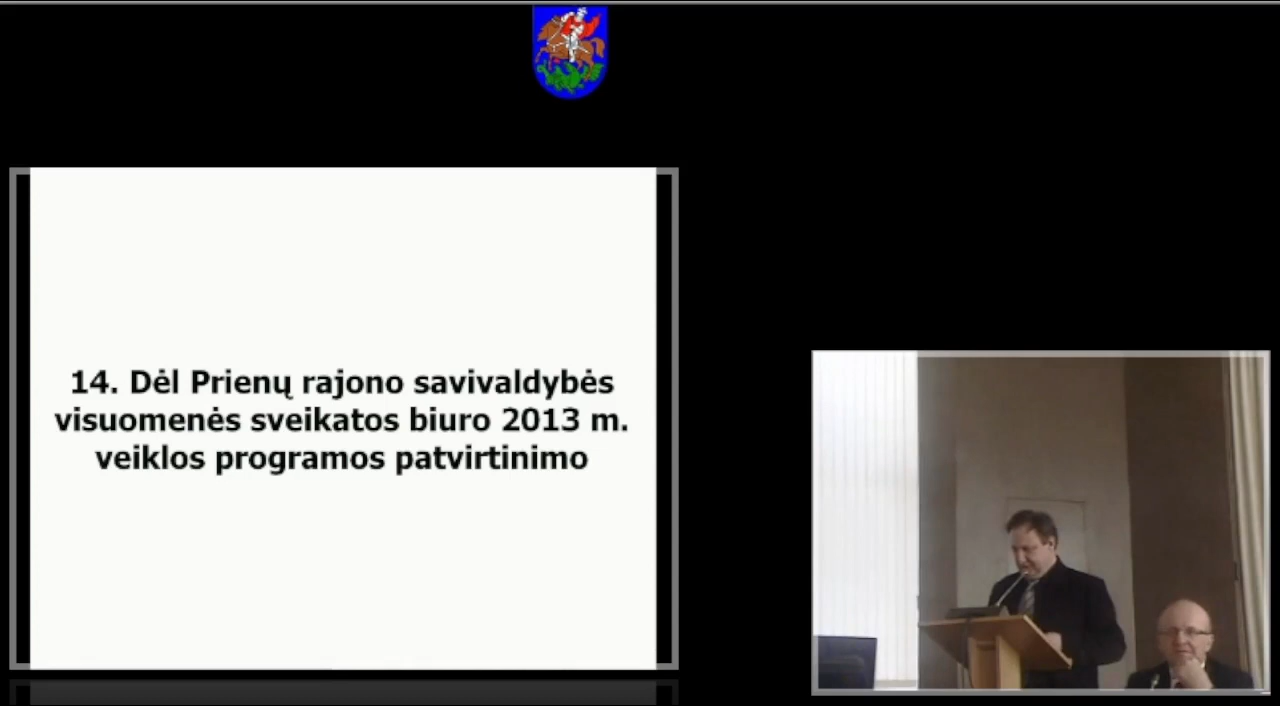 14. Dėl Prienų rajono savivaldybės
visuomenės sveikatos biuro 2013 m.
veiklos programos patvirtinimo